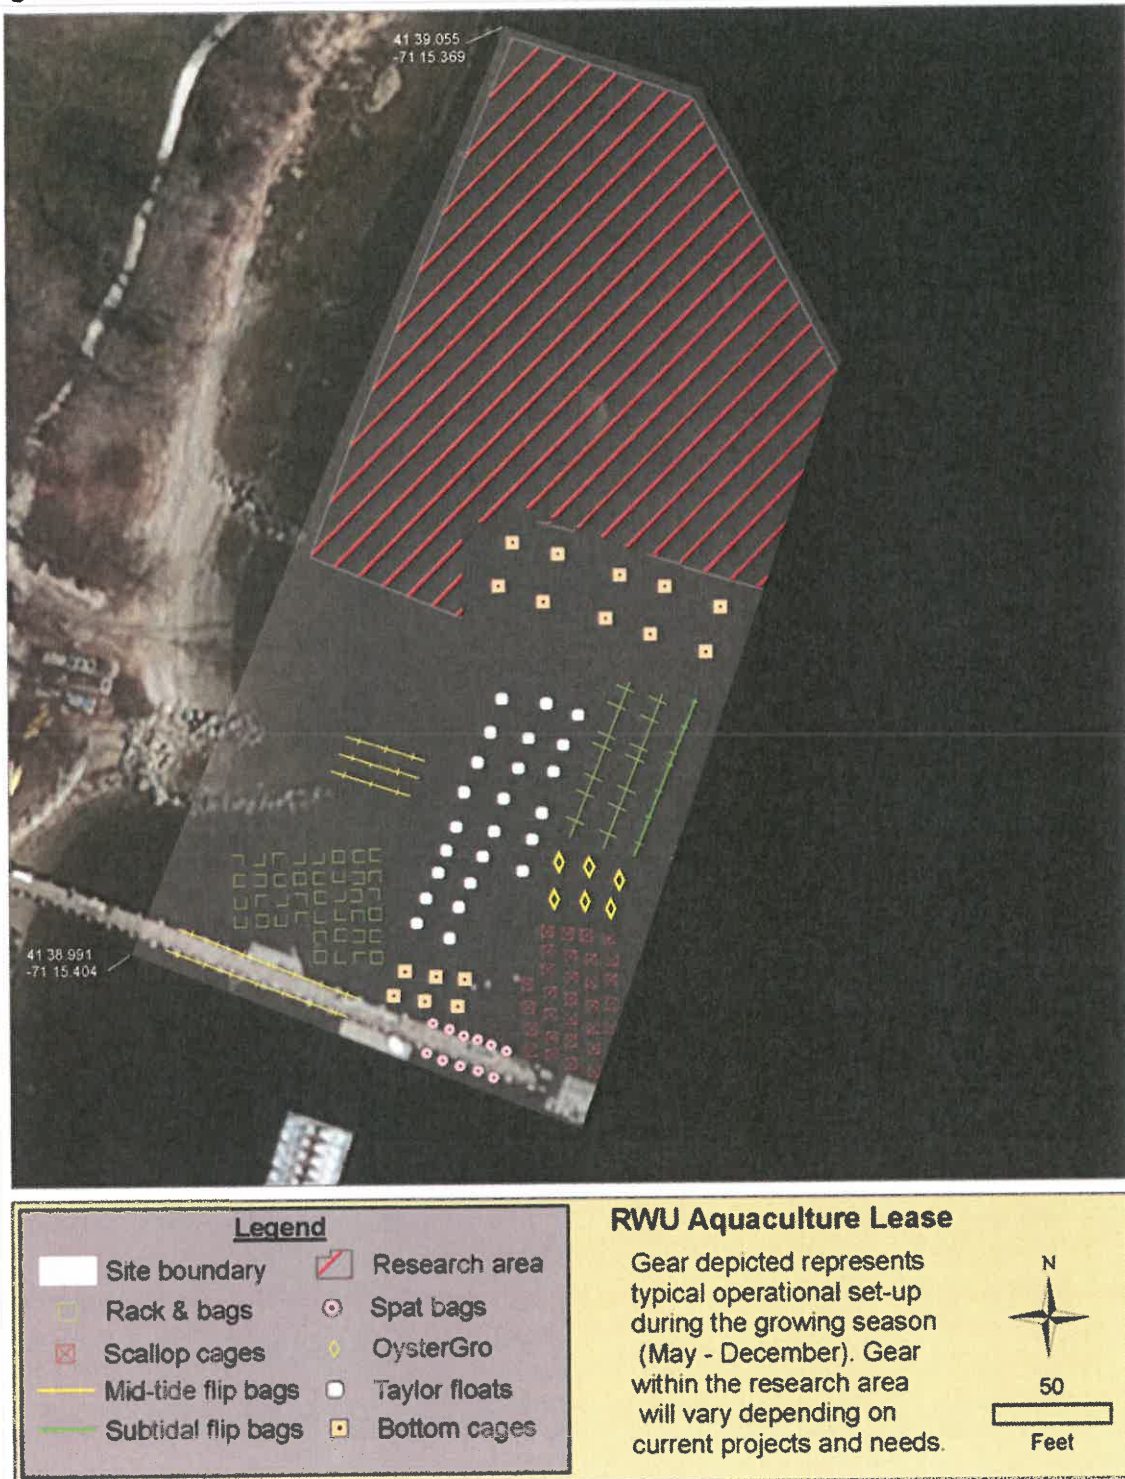 41 39.055
-71 15.369
41 38.991
-71 15.404
Legend
Site boundary
Research area
Rack & bags
Spat bags
Scallop cages
OysterGro
Mid-tide flip bags
Taylor floats
Subtidal flip bags
Bottom cages
RWU Aquaculture Lease
Gear depicted represents
typical operational set-up
during the growing season
(May - December). Gear
within the research area
will vary depending on
current projects and needs.
N
50
Feet